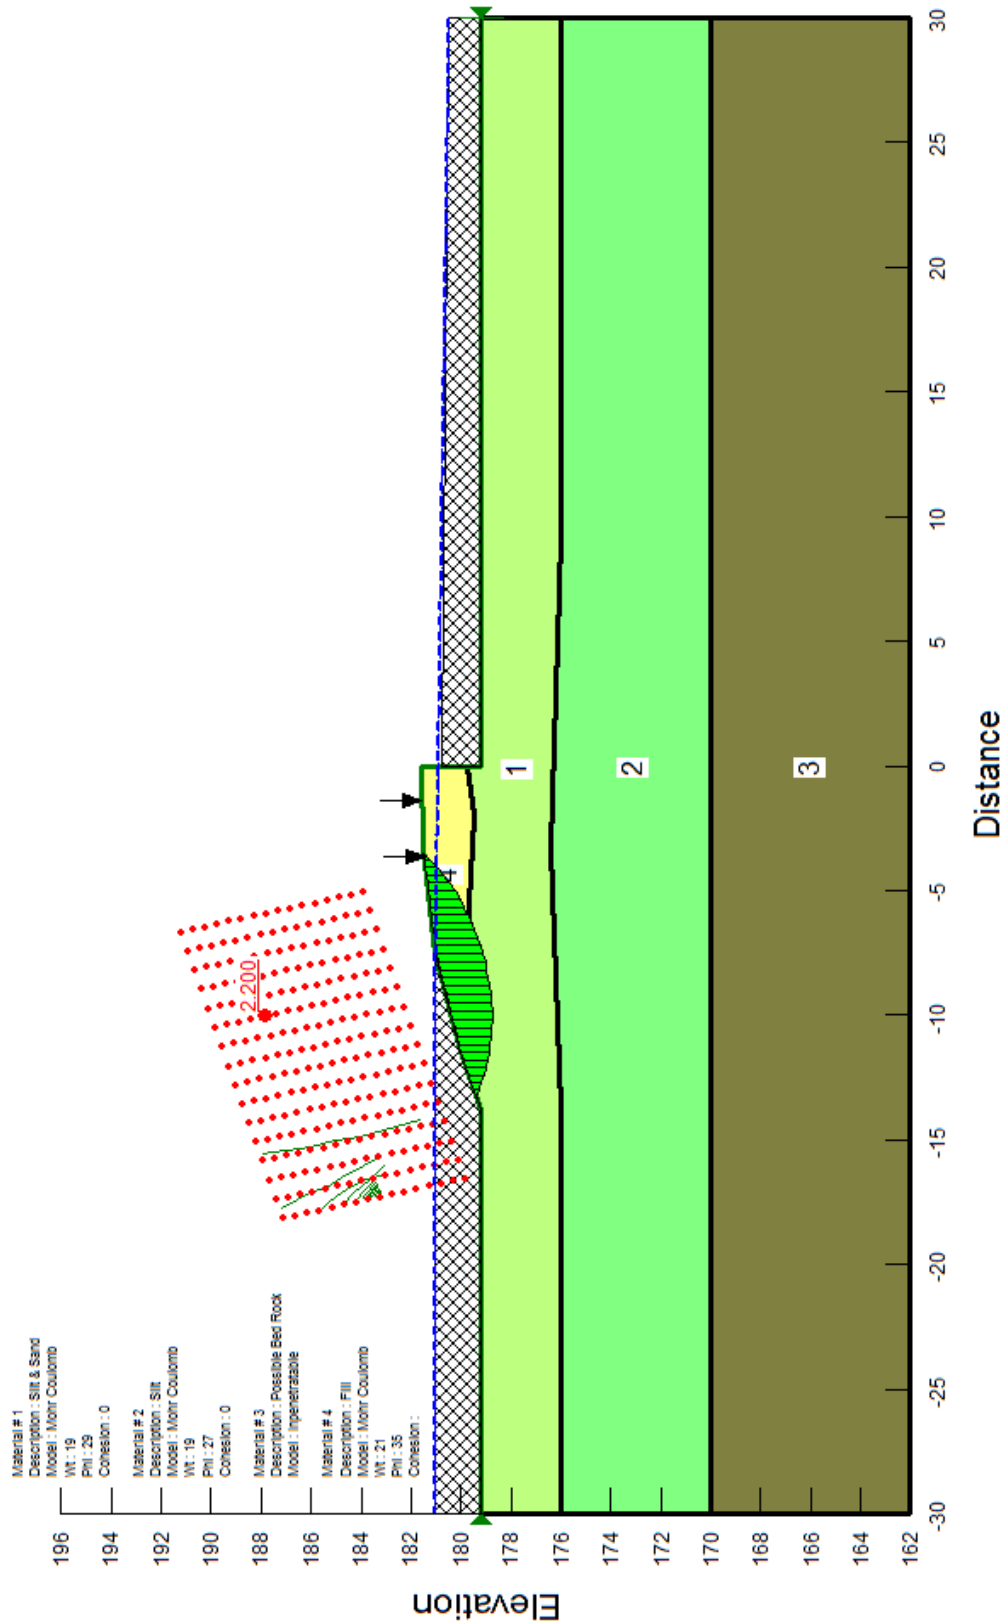 Material # 1
Description : Silt & Sand
Model : Mohr Coulomb
Wt : 19
Phi : 29
Cohesion : 0
Material # 2
Description : Silt
Model : Mohr Coulomb
Wt : 19
Phi : 27
Cohesion : 0
Material # 3
Description : Possible Bed Rock
Model : Inpenetratable
Material # 4
Description : Fill
Model : Mohr Coulomb
Wt : 21
Phi : 35
Cohesion :
2.200
4
1
2
3
196
194
192
190
188
186
184
182
180
178
176
174
172
170
168
166
164
162
Elevation
-30
-25
-20
-15
-10
-5
0
5
10
15
20
25
30
Distance